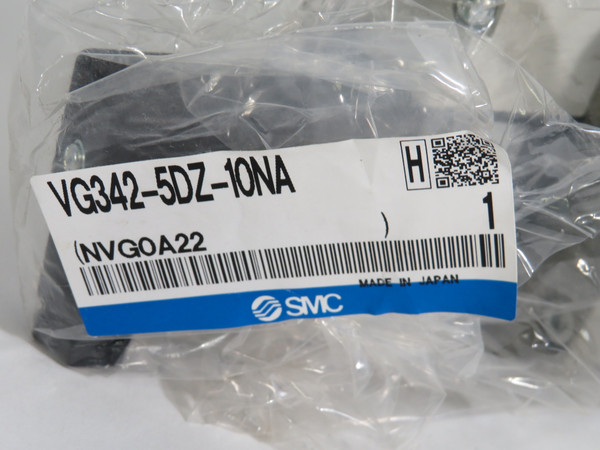 VG342-5DZ-10NA
H
1
(NVG0A22 )
MADE IN JAPAN
SMC